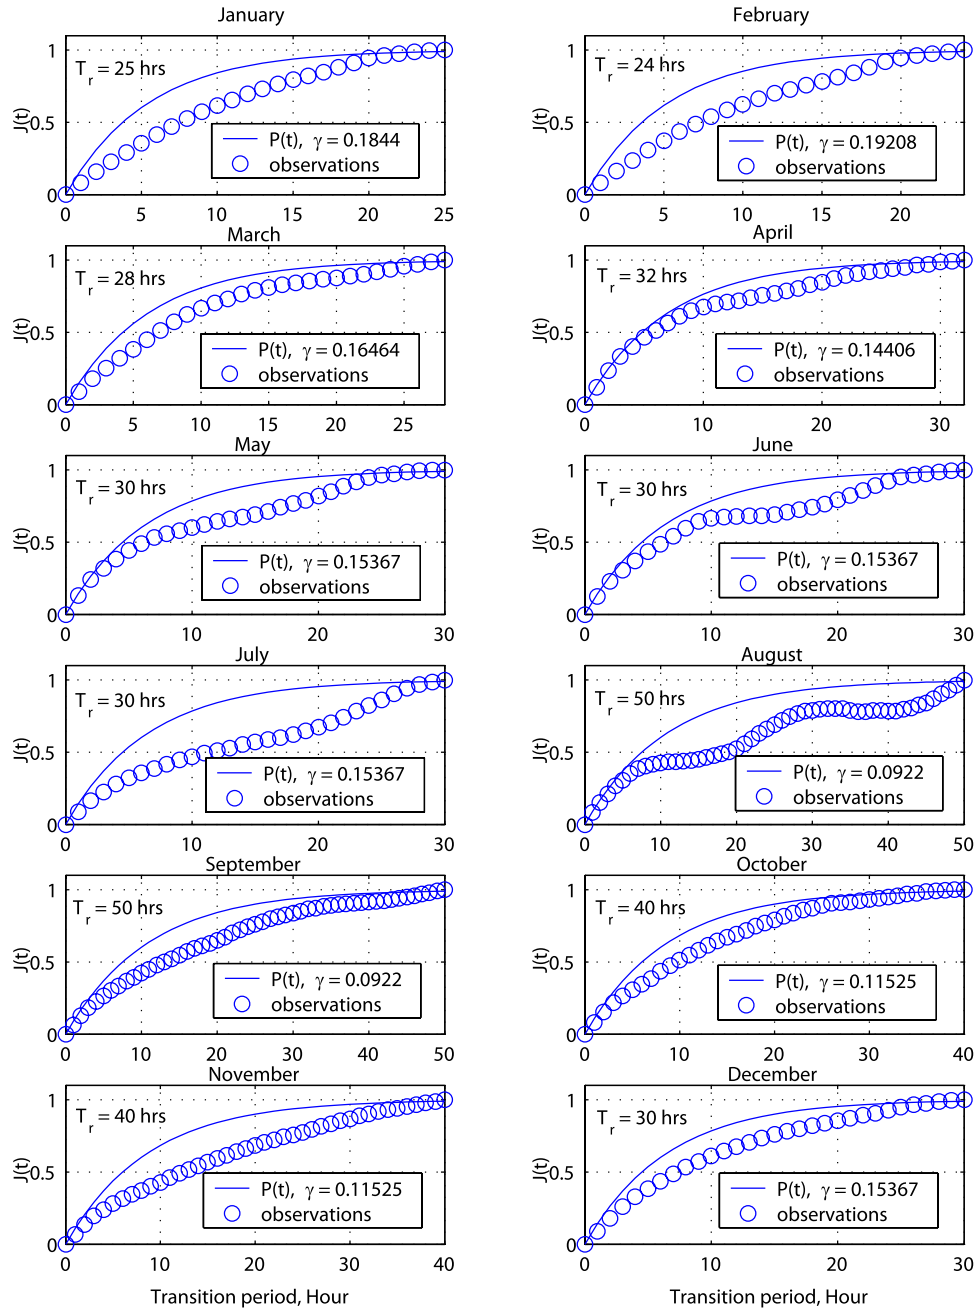 January
J(t)
1
0.5
0
T_r = 25 hrs
P(t), γ = 0.1844
observations
0 5 10 15 20 25
February
J(t)
1
0.5
0
T_r = 24 hrs
P(t), γ = 0.19208
observations
0 5 10 15 20
March
J(t)
1
0.5
0
T_r = 28 hrs
P(t), γ = 0.16464
observations
0 5 10 15 20 25
April
J(t)
1
0.5
0
T_r = 32 hrs
P(t), γ = 0.14406
observations
0 10 20 30
May
J(t)
1
0.5
0
T_r = 30 hrs
P(t), γ = 0.15367
observations
0 10 20 30
June
J(t)
1
0.5
0
T_r = 30 hrs
P(t), γ = 0.15367
observations
0 10 20 30
July
J(t)
1
0.5
0
T_r = 30 hrs
P(t), γ = 0.15367
observations
0 10 20 30
August
J(t)
1
0.5
0
T_r = 50 hrs
P(t), γ = 0.0922
observations
0 10 20 30 40 50
September
J(t)
1
0.5
0
T_r = 50 hrs
P(t), γ = 0.0922
observations
0 10 20 30 40 50
October
J(t)
1
0.5
0
T_r = 40 hrs
P(t), γ = 0.11525
observations
0 10 20 30 40
November
J(t)
1
0.5
0
T_r = 40 hrs
P(t), γ = 0.11525
observations
0 10 20 30 40
Transition period, Hour
December
J(t)
1
0.5
0
T_r = 30 hrs
P(t), γ = 0.15367
observations
0 10 20 30
Transition period, Hour